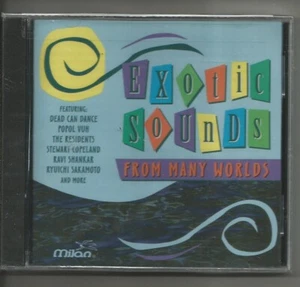 EXOTIC
SOUNDS
FROM MANY WORLDS
FEATURING:
DEAD CAN DANCE
POPOL VUH
THE RESIDENTS
STEWART COPELAND
RAVI SHANKAR
RYUICHI SAKAMOTO
AND MORE
Milan